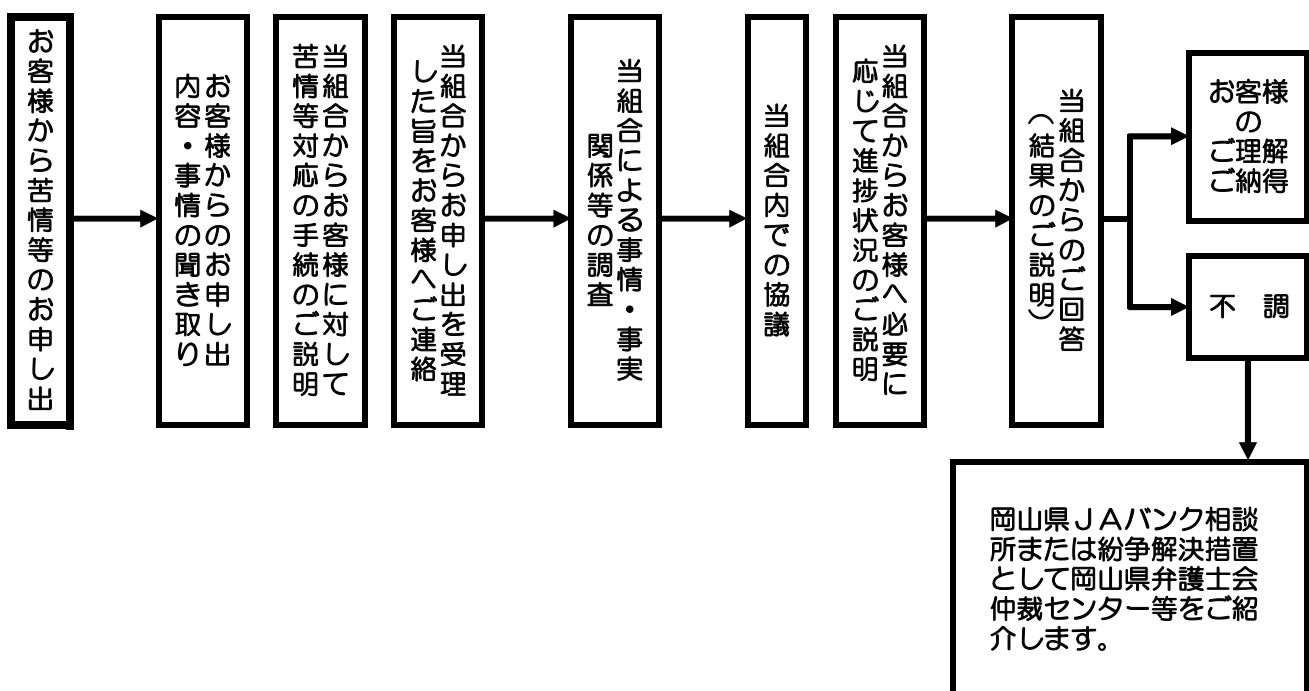 お客様から苦情等のお申し出
お客様からのお申し出
内容・事情の聞き取り
当組合からお客様に対して
苦情等対応の手続のご説明
当組合からお申し出を受理
した旨をお客様へご連絡
当組合による事情・事実
関係等の調査
当組合内での協議
当組合からお客様へ必要に
応じて進捗状況のご説明
当組合からのご回答
（結果のご説明）
お客様
の
ご理解
ご納得
不　調
岡山県ＪＡバンク相談
所または紛争解決措置
として岡山県弁護士会
仲裁センター等をご紹
介します。